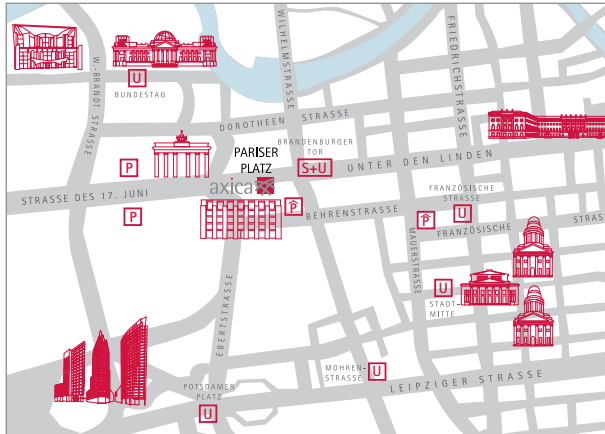 W.-BRANDT STRASSE
WILHELMSTRASSE
FRIEDRICHSTRASSE
U
BUNDESTAG
DOROTHEEN STRASSE
BRANDENBURGER
TOR
S+U
PARISER
PLATZ
P
UNTER DEN LINDEN
STRASSE DES 17. JUNI
axica
FRANZÖSISCHE
STRASSE
P
P
BEHRENSTRASSE
P
U
FRANZÖSISCHE STRAS
MAUERSTRASSE
EBERTSTRASSE
U
STADT-
MITTE
MOHREN-
STRASSE
U
LEIPZIGER STRASSE
POTSDAMER
PLATZ
U